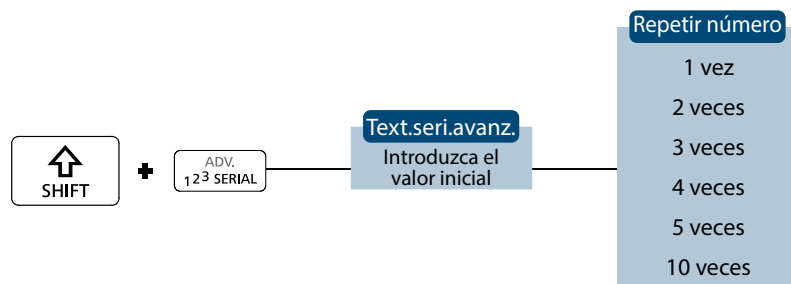 Repetir número
1 vez
2 veces
3 veces
4 veces
5 veces
10 veces
Text.seri.avanz.
Introduzca el
valor inicial
SHIFT
ADV.
123 SERIAL